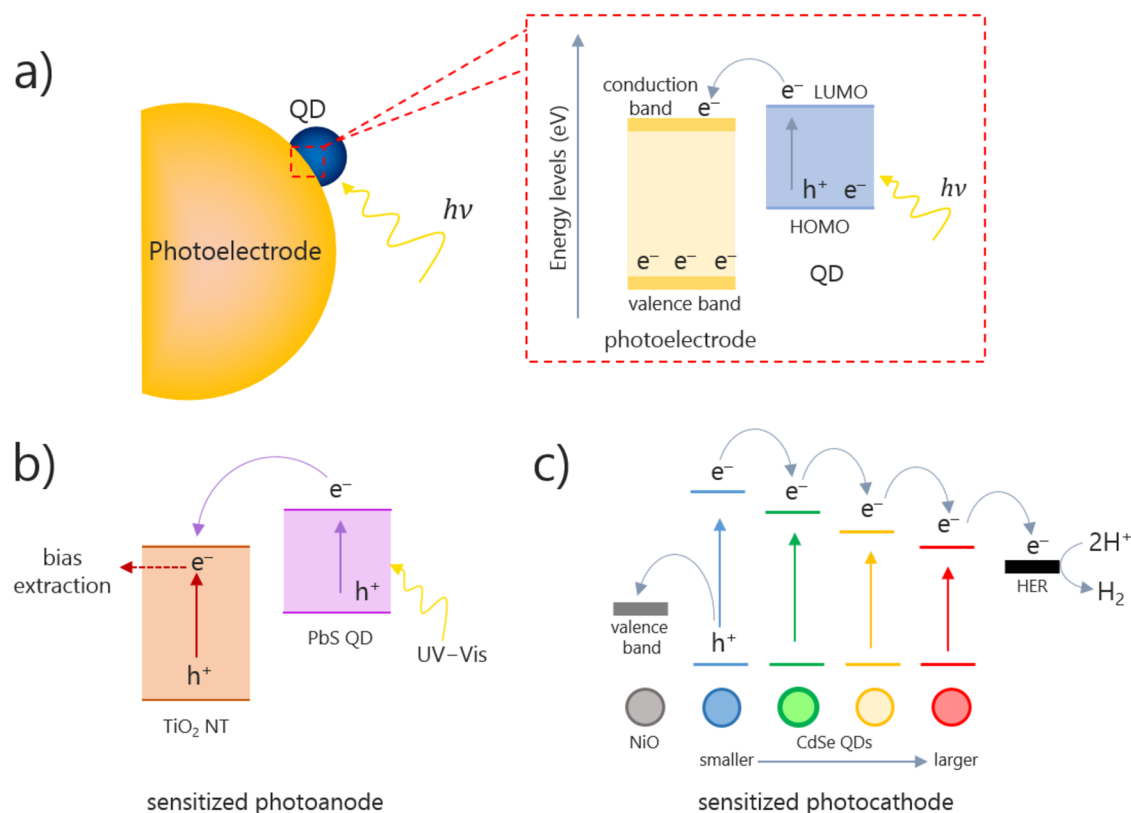 a)
QD
hν
Photoelectrode
Energy levels (eV)
conduction
band
e⁻
e⁻
LUMO
h⁺ e⁻
hν
HOMO
e⁻ e⁻ e⁻
valence band
QD
photoelectrode
b)
e⁻
e⁻
bias
extraction
h⁺
PbS QD
UV–Vis
h⁺
TiO₂ NT
sensitized photoanode
c)
e⁻
e⁻
e⁻
e⁻
e⁻
2H⁺
HER
H₂
valence
band
h⁺
NiO
CdSe QDs
smaller
larger
sensitized photocathode